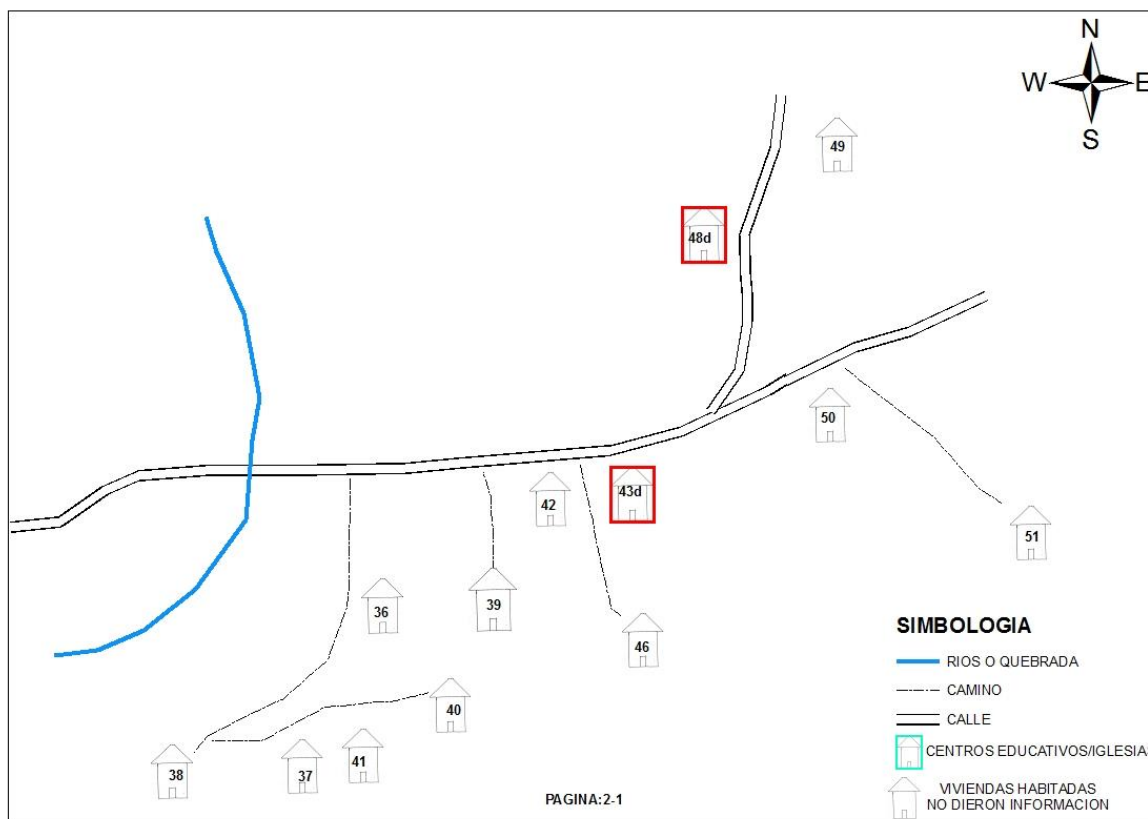 N
W E
S
49
48d
50
42
43d
51
36
39
46
40
38
37
41
SIMBOLOGIA
RIOS O QUEBRADA
CAMINO
CALLE
CENTROS EDUCATIVOS/IGLESIA
VIVIENDAS HABITADAS
NO DIERON INFORMACION
PAGINA:2-1